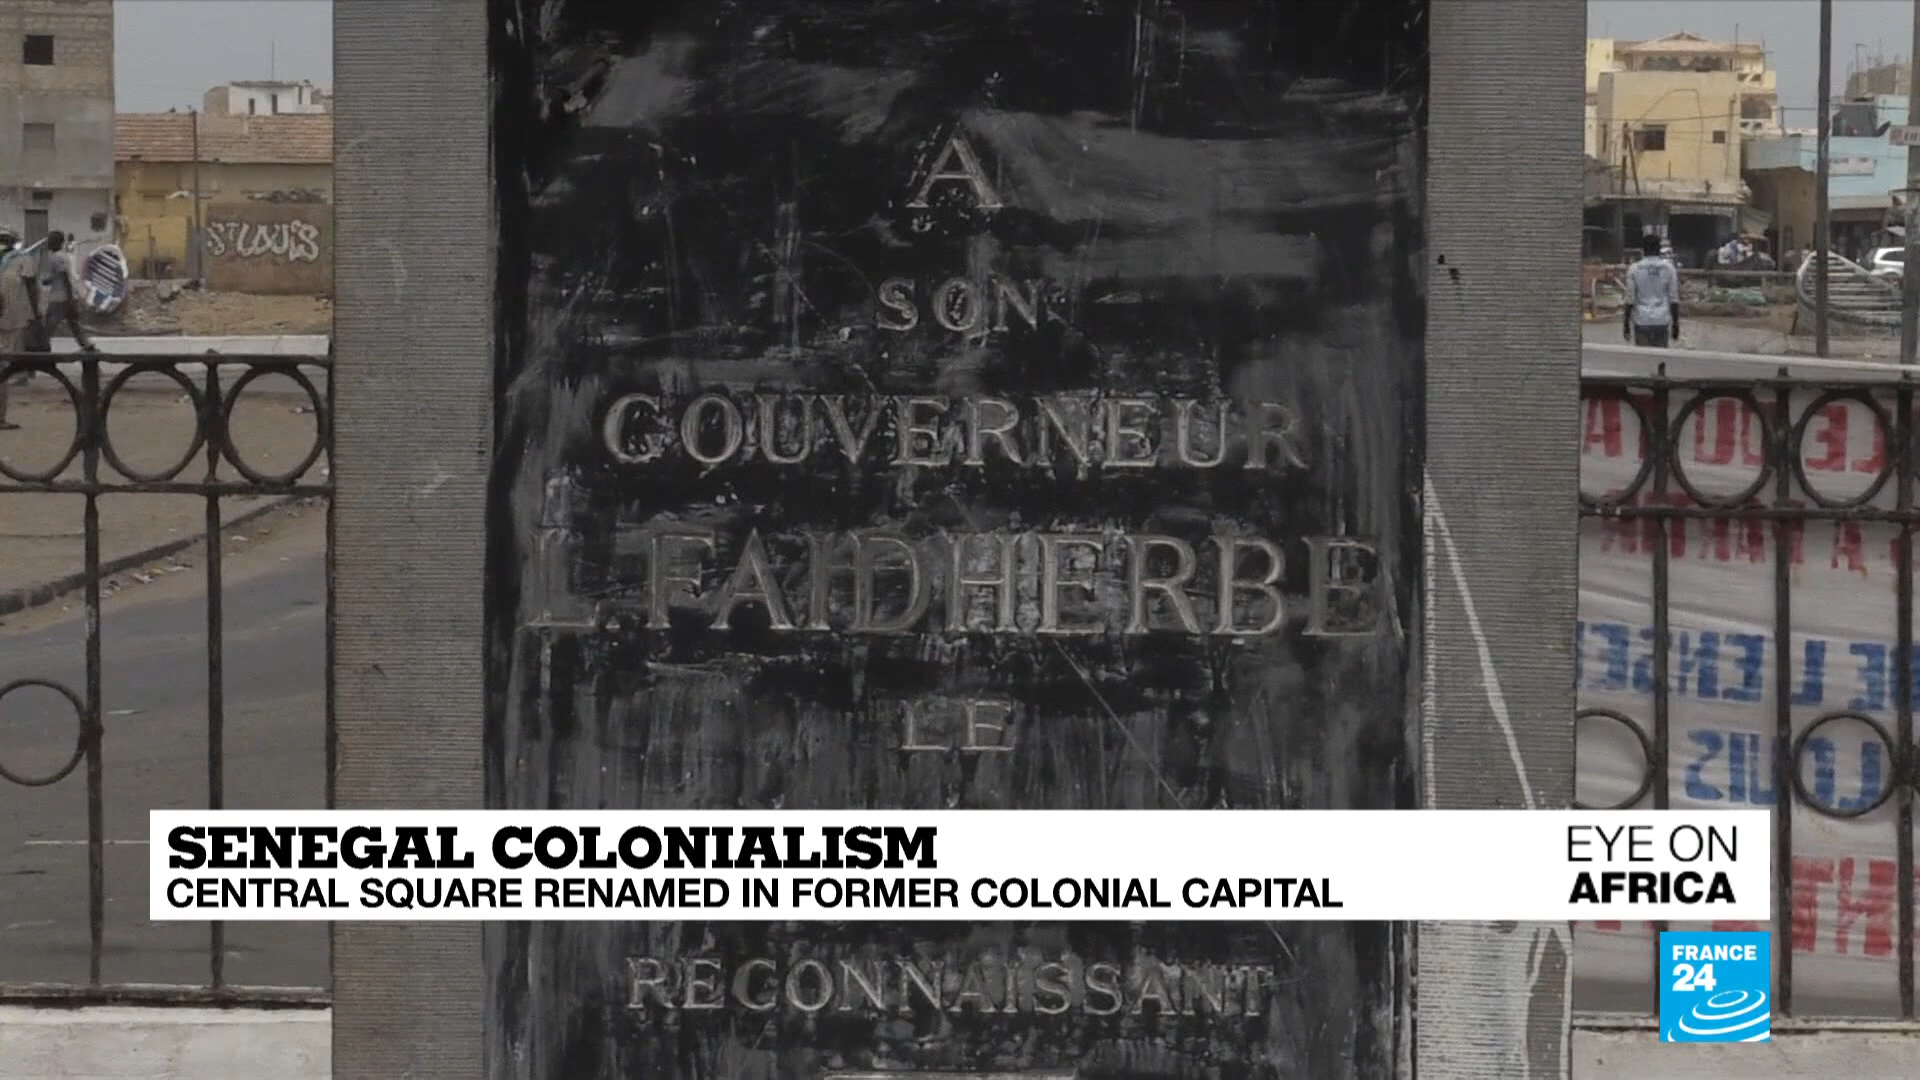 ST LOUIS
A
SON
GOUVERNEUR
L. FAIDHERBE
LE
RECONNAISSANT
SENEGAL COLONIALISM
CENTRAL SQUARE RENAMED IN FORMER COLONIAL CAPITAL
EYE ON
AFRICA
FRANCE
24
LOUIS